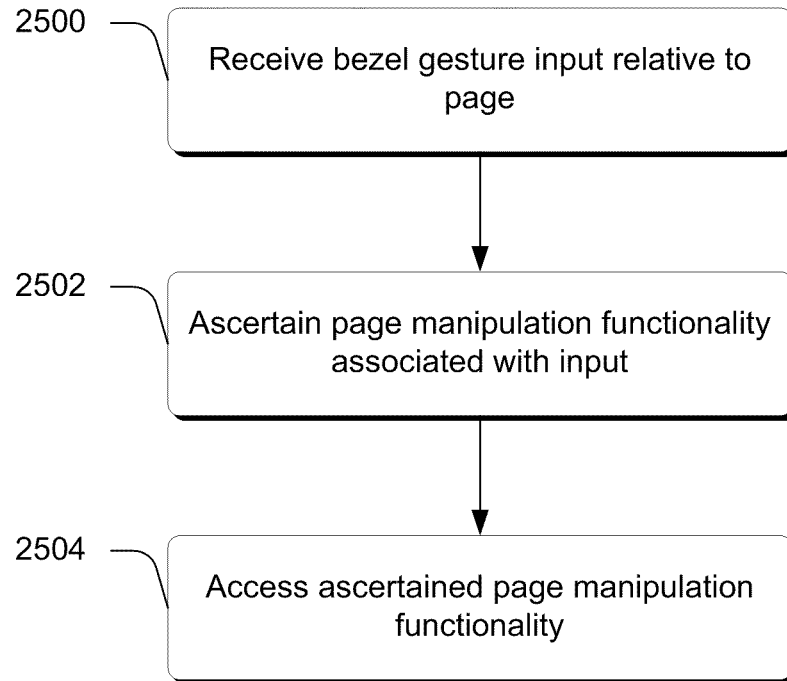 2500
Receive bezel gesture input relative to
page
2502
Ascertain page manipulation functionality
associated with input
2504
Access ascertained page manipulation
functionality